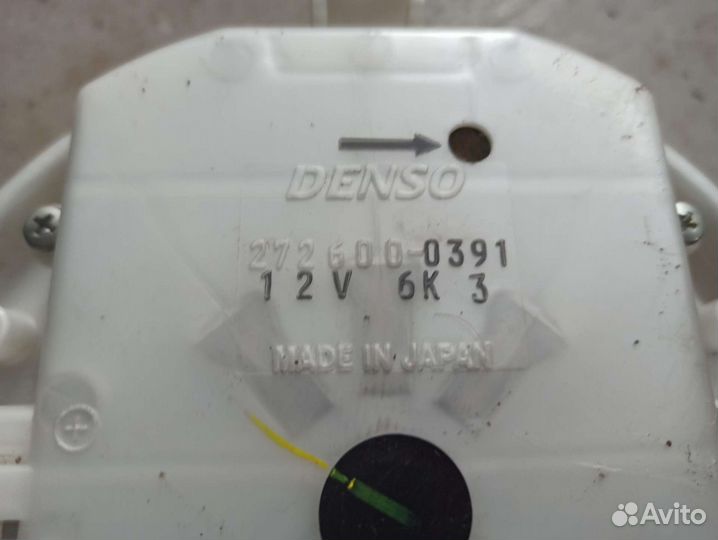 DENSO
272600-0391
12V 6K 3
MADE IN JAPAN
Avito